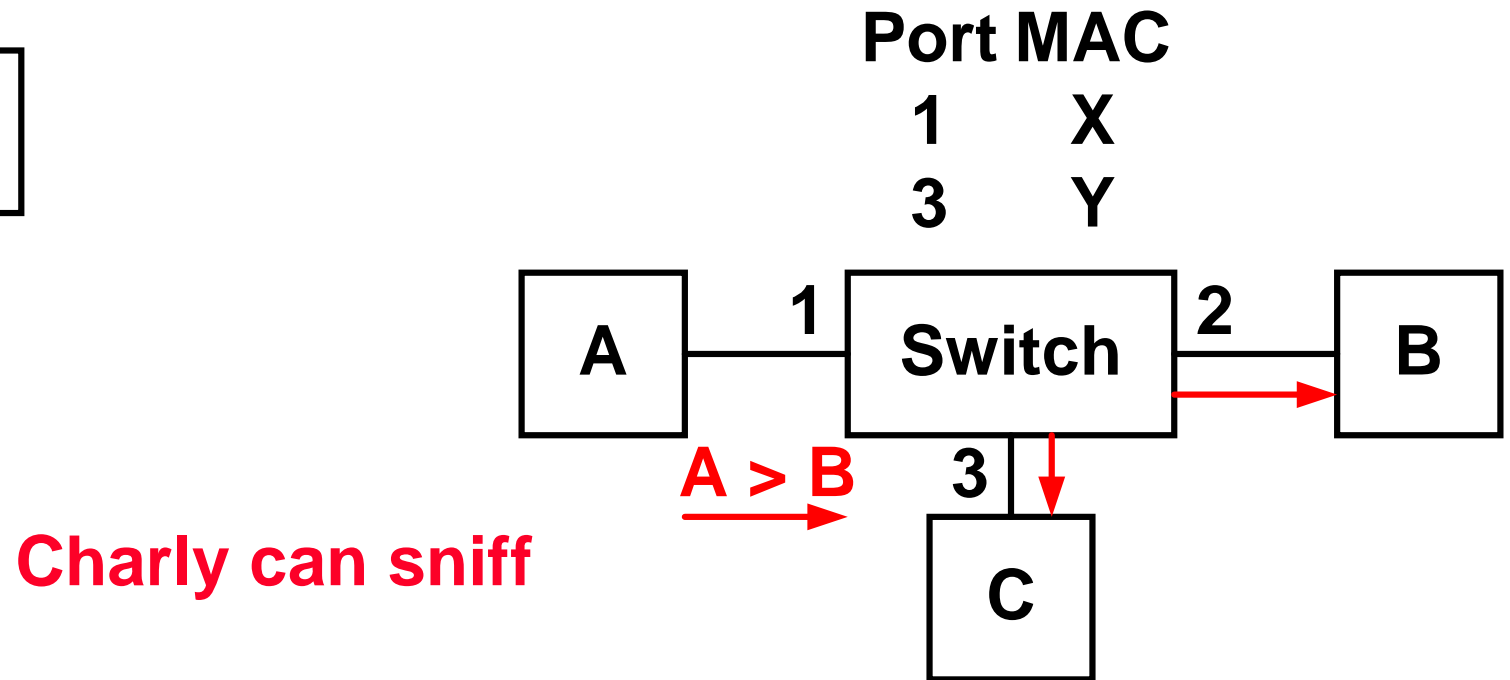 Port MAC
1 X
3 Y
A 1 Switch 2 B
A > B 3
Charly can sniff
C